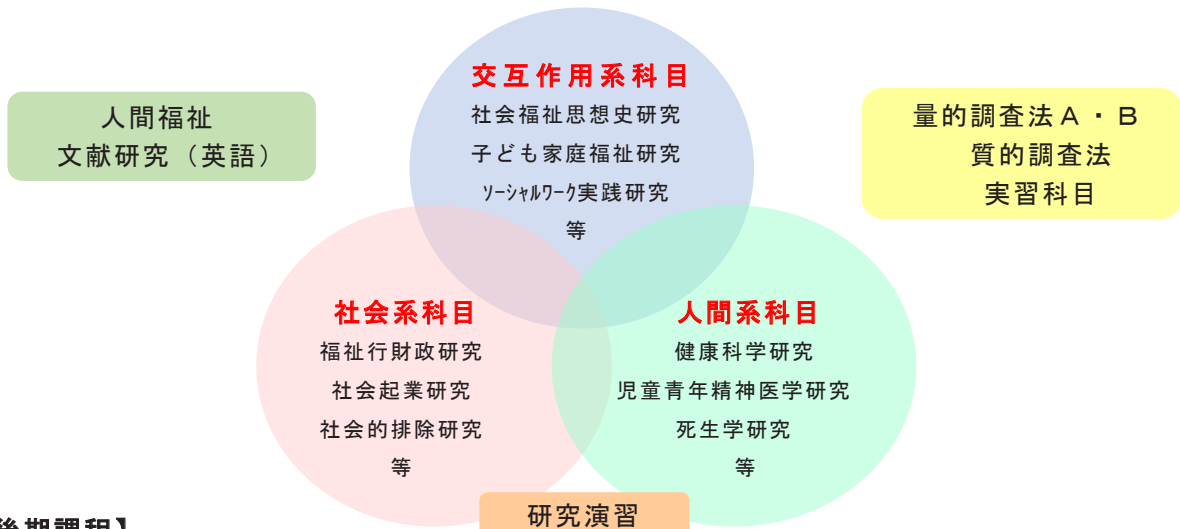 交互作用系科目
社会福祉思想史研究
子ども家庭福祉研究
ｿｰｼｬﾙﾜｰｸ実践研究
等
人間福祉
文献研究（英語）
量的調査法Ａ・Ｂ
質的調査法
実習科目
社会系科目
福祉行財政研究
社会起業研究
社会的排除研究
等
人間系科目
健康科学研究
児童青年精神医学研究
死生学研究
等
研究演習
後期課程】